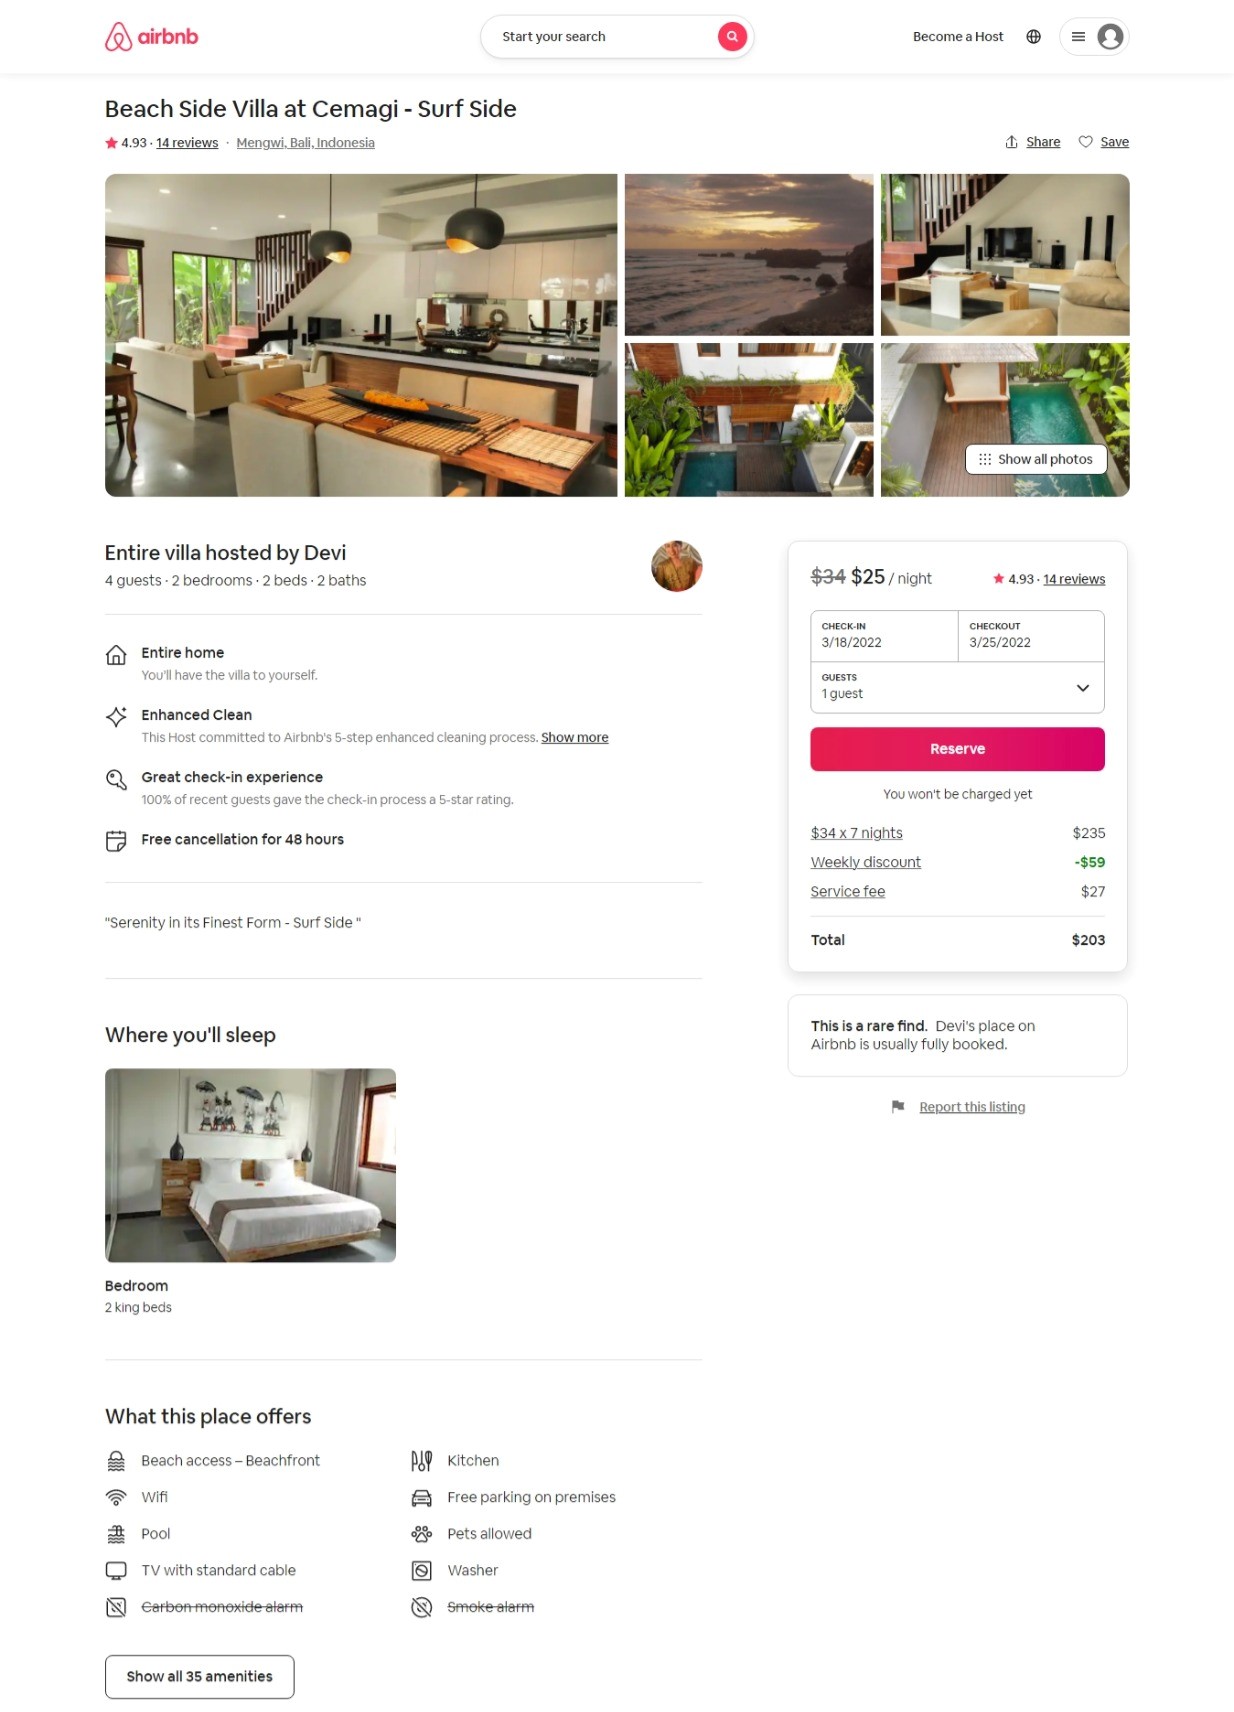 airbnb
Start your search
Become a Host
Beach Side Villa at Cemagi - Surf Side
4.93 · 14 reviews · Mengwi, Bali, Indonesia
Share
Save
Show all photos
Entire villa hosted by Devi
4 guests · 2 bedrooms · 2 beds · 2 baths
Entire home
You'll have the villa to yourself.
Enhanced Clean
This Host committed to Airbnb's 5-step enhanced cleaning process. Show more
Great check-in experience
100% of recent guests gave the check-in process a 5-star rating.
Free cancellation for 48 hours
"Serenity in its Finest Form - Surf Side "
$34 $25 / night
4.93 · 14 reviews
CHECK-IN
3/18/2022
CHECKOUT
3/25/2022
GUESTS
1 guest
Reserve
You won't be charged yet
$34 x 7 nights $235
Weekly discount -$59
Service fee $27
Total $203
This is a rare find. Devi's place on
Airbnb is usually fully booked.
Report this listing
Where you'll sleep
Bedroom
2 king beds
What this place offers
Beach access – Beachfront
Kitchen
Wifi
Free parking on premises
Pool
Pets allowed
TV with standard cable
Washer
Carbon monoxide alarm
Smoke alarm
Show all 35 amenities